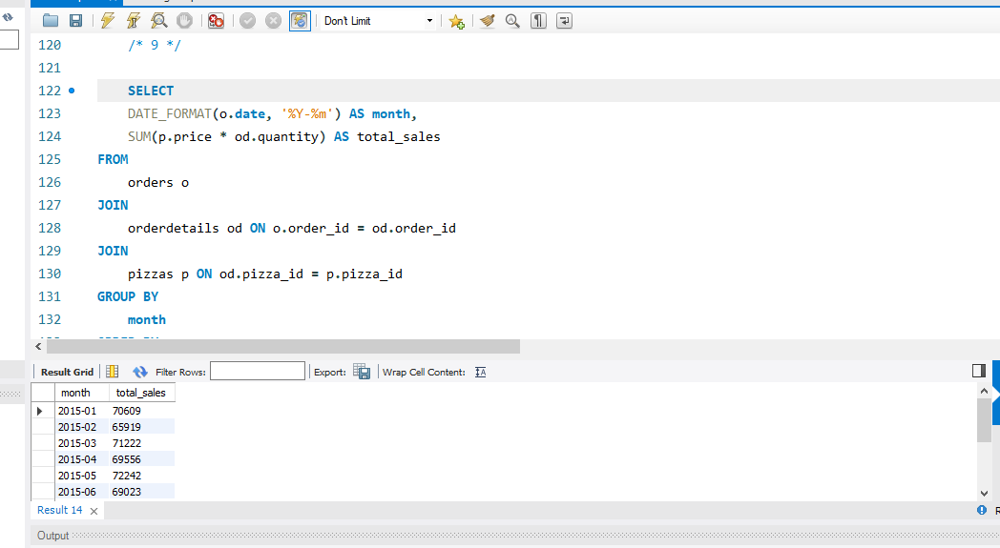 Don't Limit
120 /* 9 */
121
122 SELECT
123 DATE_FORMAT(o.date, '%Y-%m') AS month,
124 SUM(p.price * od.quantity) AS total_sales
125 FROM
126 orders o
127 JOIN
128 orderdetails od ON o.order_id = od.order_id
129 JOIN
130 pizzas p ON od.pizza_id = p.pizza_id
131 GROUP BY
132 month
Result Grid Filter Rows: Export: Wrap Cell Content:
month total_sales
2015-01 70609
2015-02 65919
2015-03 71222
2015-04 69556
2015-05 72242
2015-06 69023
Result 14
Output